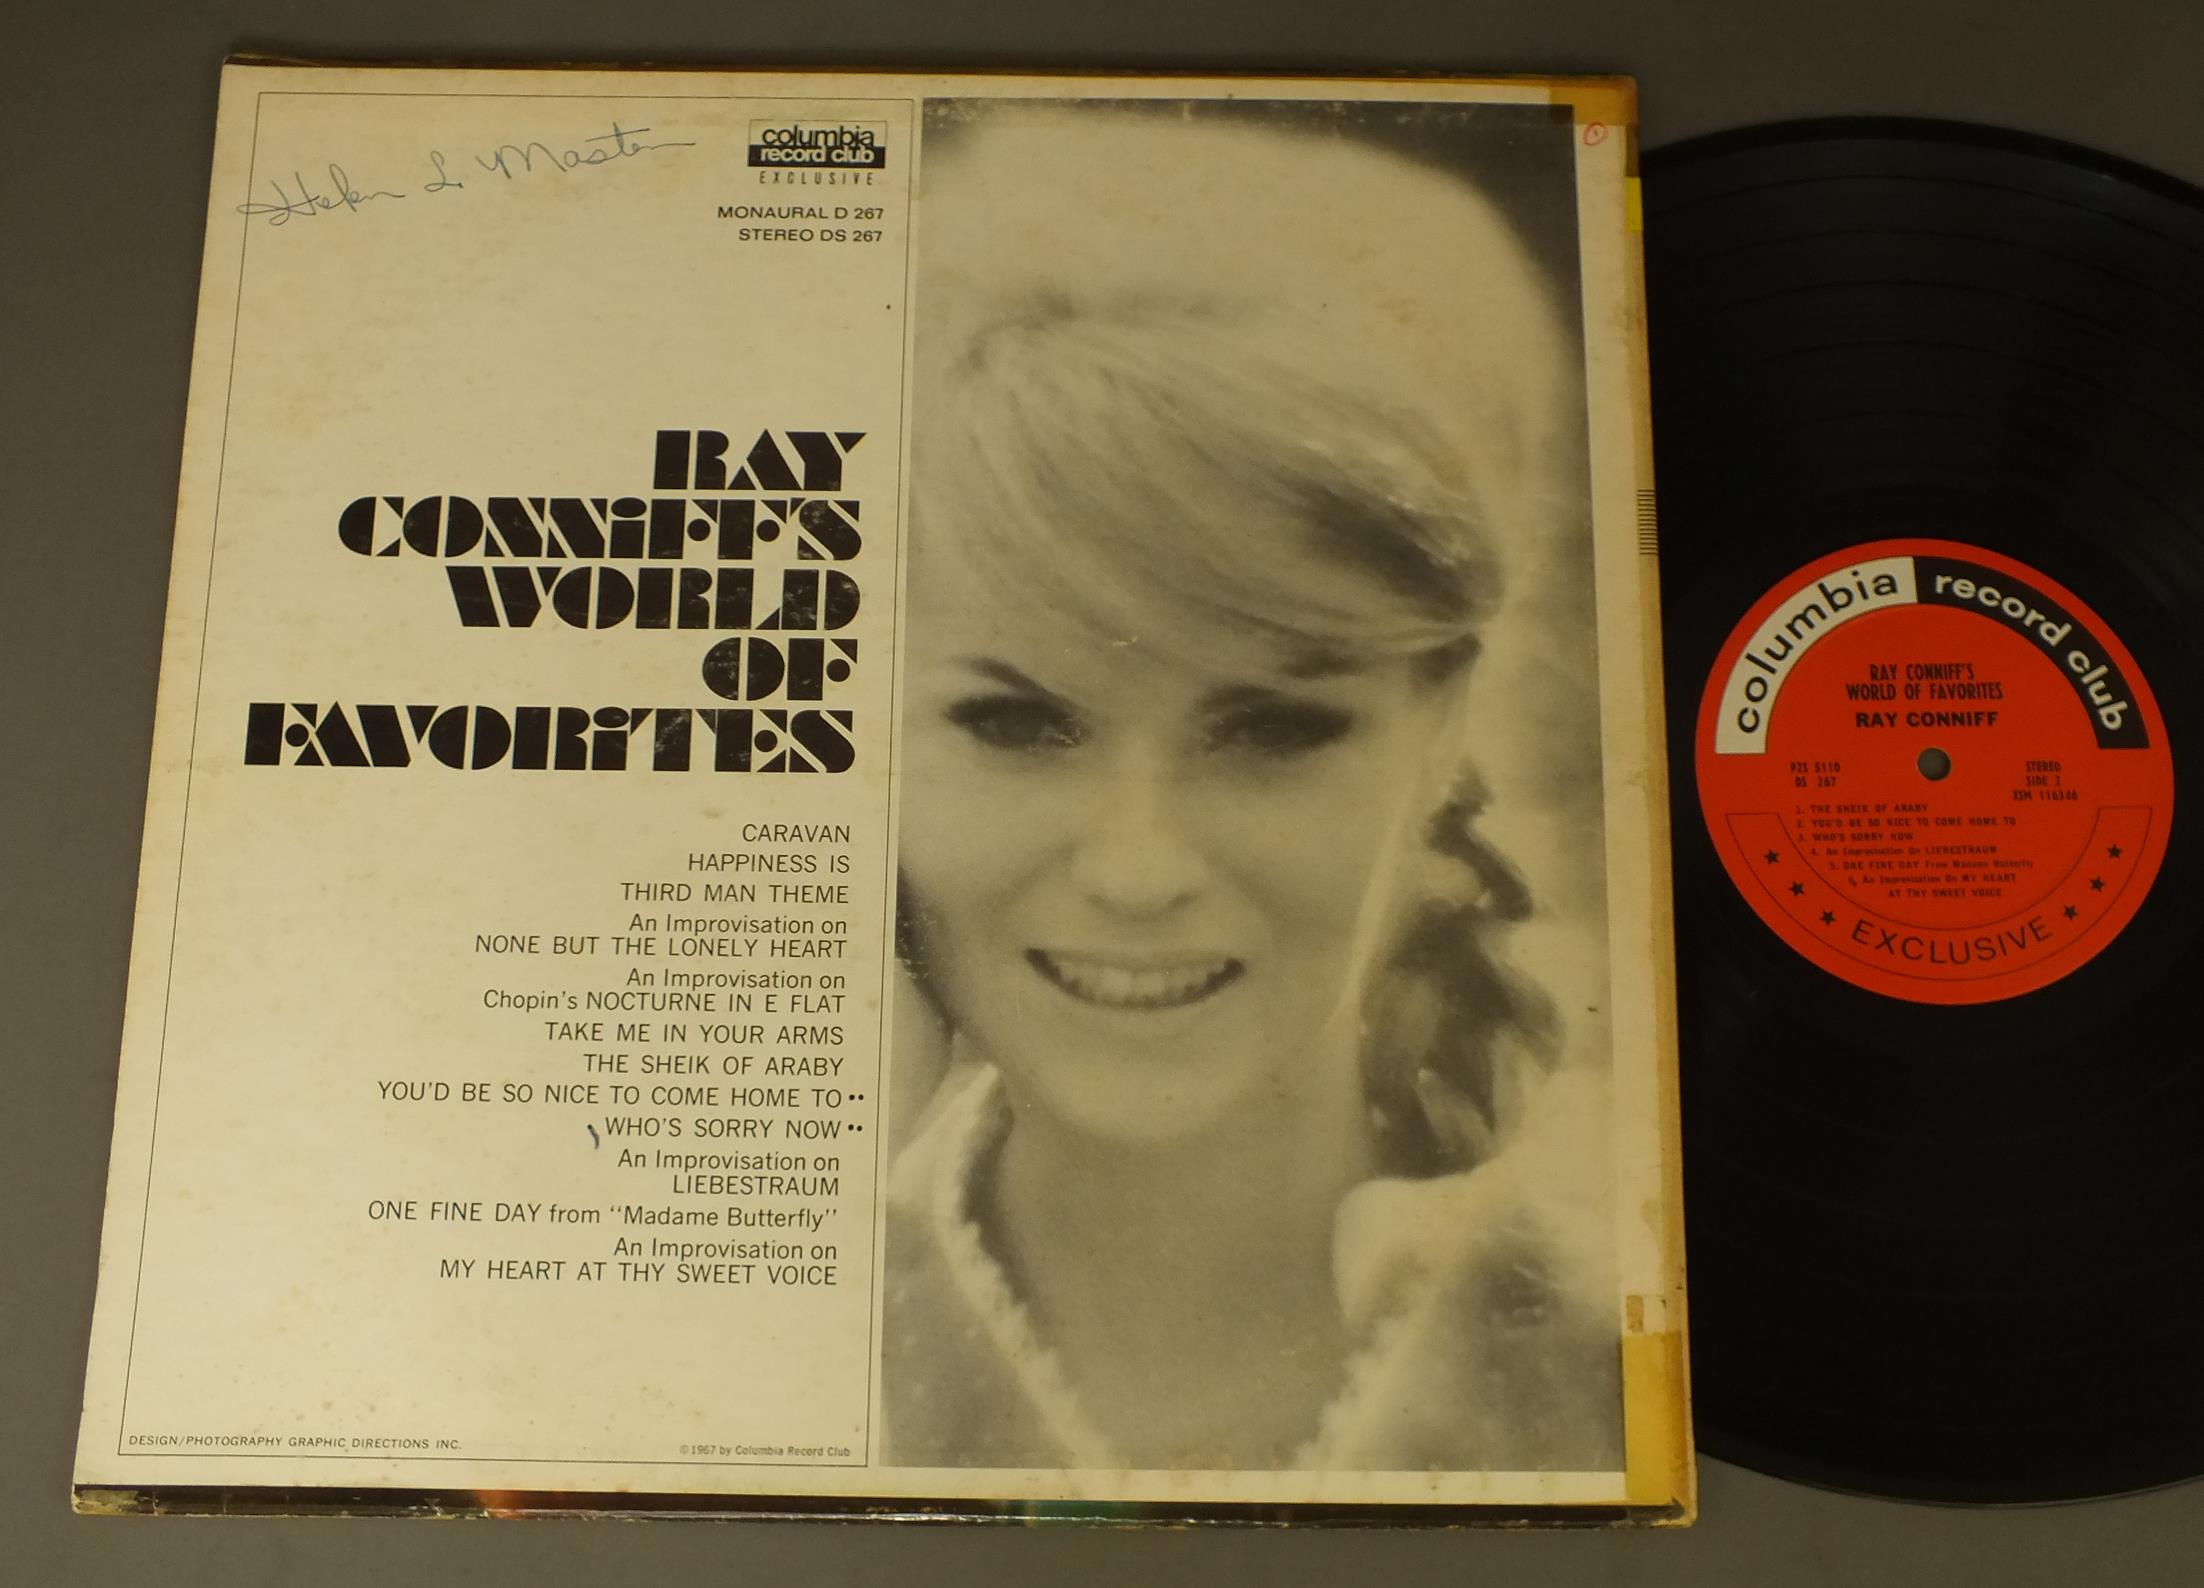 Helen L. Masten
columbia
record club
EXCLUSIVE
MONAURAL D 267
STEREO DS 267
RAY
CONNiFF'S
WORLD
OF
FAVORiTES
CARAVAN
HAPPINESS IS
THIRD MAN THEME
An Improvisation on
NONE BUT THE LONELY HEART
An Improvisation on
Chopin's NOCTURNE IN E FLAT
TAKE ME IN YOUR ARMS
THE SHEIK OF ARABY
YOU'D BE SO NICE TO COME HOME TO••
WHO'S SORRY NOW••
An Improvisation on
LIEBESTRAUM
ONE FINE DAY from "Madame Butterfly"
An Improvisation on
MY HEART AT THY SWEET VOICE
DESIGN/PHOTOGRAPHY GRAPHIC DIRECTIONS INC.
© 1967 by Columbia Record Club
columbia record club
RAY CONNIFF'S
WORLD OF FAVORITES
RAY CONNIFF
P2S 5110
DS 267
STEREO
SIDE 2
XSM 116346
1. THE SHEIK OF ARABY
2. YOU'D BE SO NICE TO COME HOME TO
3. WHO'S SORRY NOW
4. An Improvisation On LIEBESTRAUM
5. ONE FINE DAY From Madame Butterfly
6. An Improvisation On MY HEART
AT THY SWEET VOICE
EXCLUSIVE